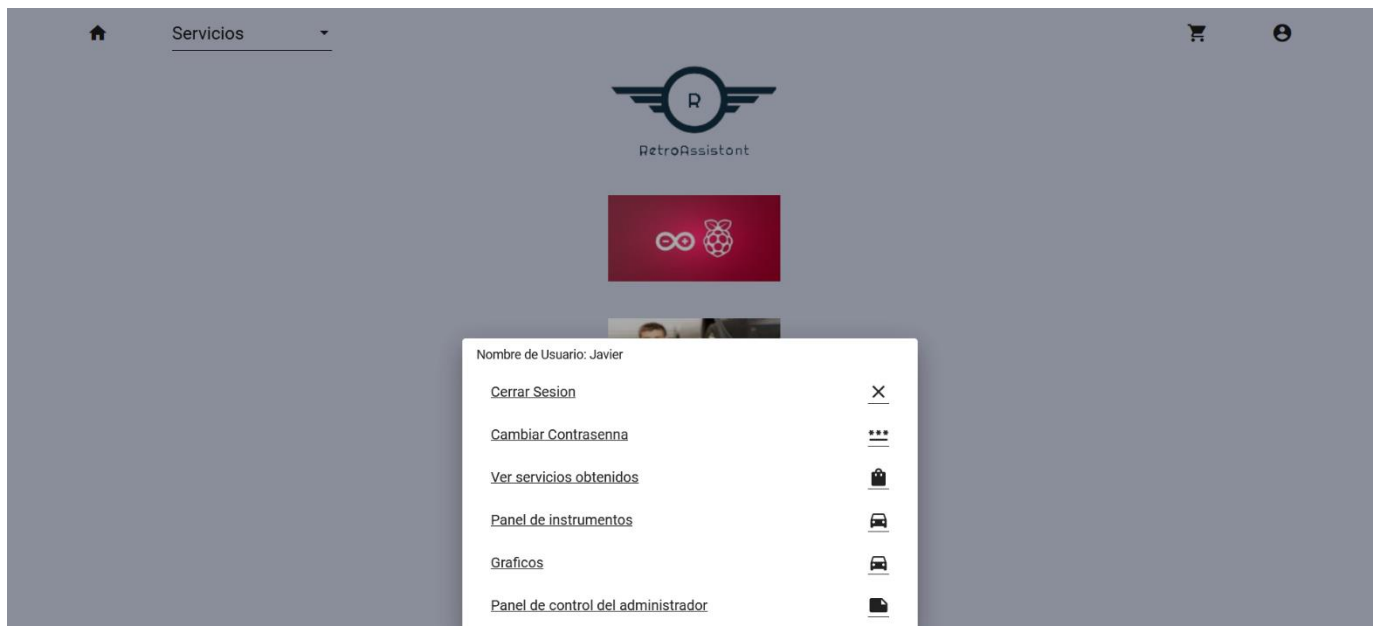 Servicios
R
RetroAssistant
Nombre de Usuario: Javier
Cerrar Sesion
Cambiar Contrasenna
***
Ver servicios obtenidos
Panel de instrumentos
Graficos
Panel de control del administrador